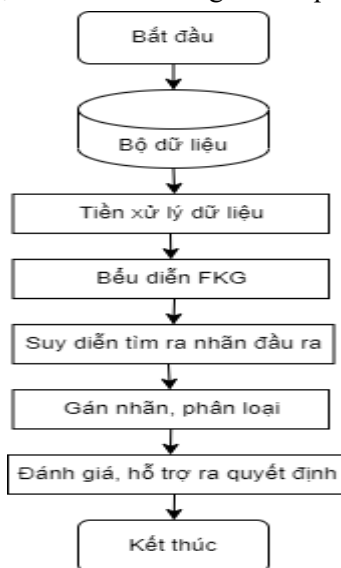 Bắt đầu
Bộ dữ liệu
Tiền xử lý dữ liệu
Bểu diễn FKG
Suy diễn tìm ra nhãn đầu ra
Gán nhãn, phân loại
Đánh giá, hỗ trợ ra quyết định
Kết thúc